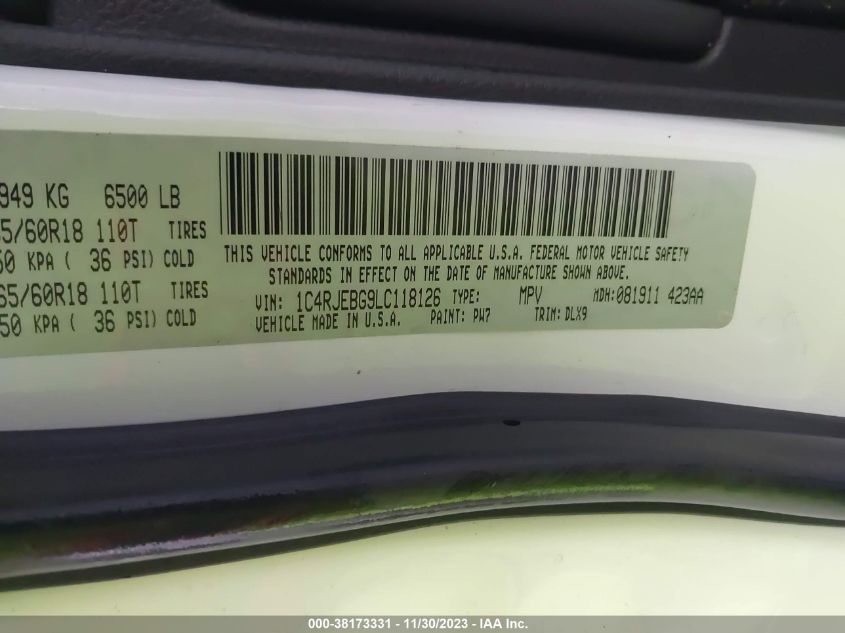 949 KG 6500 LB
5/60R18 110T TIRES
50 KPA ( 36 PSI) COLD
65/60R18 110T TIRES
50 KPA ( 36 PSI) COLD
THIS VEHICLE CONFORMS TO ALL APPLICABLE U.S.A. FEDERAL MOTOR VEHICLE SAFETY
STANDARDS IN EFFECT ON THE DATE OF MANUFACTURE SHOWN ABOVE.
VIN: 1C4RJEBG9LC118126 TYPE: MPV MDH:081911 423AA
VEHICLE MADE IN U.S.A. PAINT: PW7 TRIM: DLX9
000-38173331 - 11/30/2023 - IAA Inc.